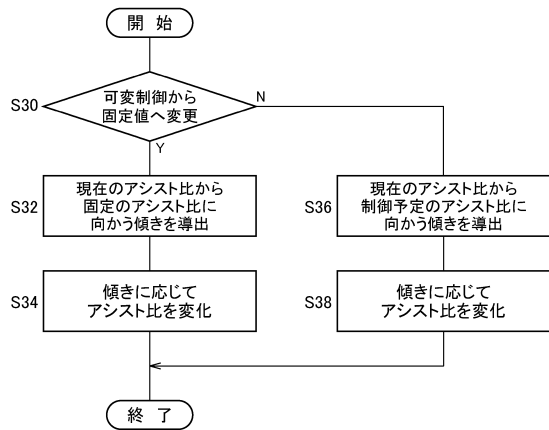 開 始
S30
可変制御から
固定値へ変更
N
Y
S32
現在のアシスト比から
固定のアシスト比に
向かう傾きを導出
S36
現在のアシスト比から
制御予定のアシスト比に
向かう傾きを導出
S34
傾きに応じて
アシスト比を変化
S38
傾きに応じて
アシスト比を変化
終 了